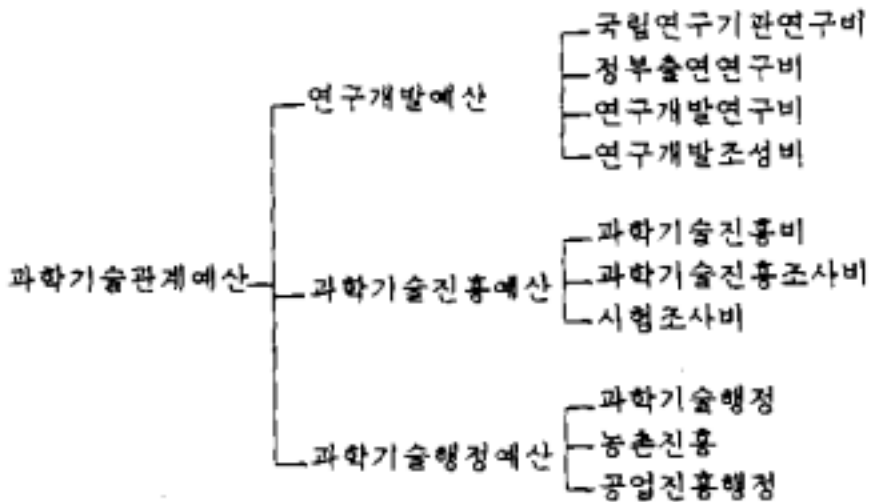 국립연구기관연구비
정부출연연구비
연구개발예산
연구개발연구비
연구개발조성비
과학기술진흥비
과학기술관계예산
과학기술진흥예산
과학기술진흥조사비
시험조사비
과학기술행정
농촌진흥
과학기술행정예산
공업진흥행정